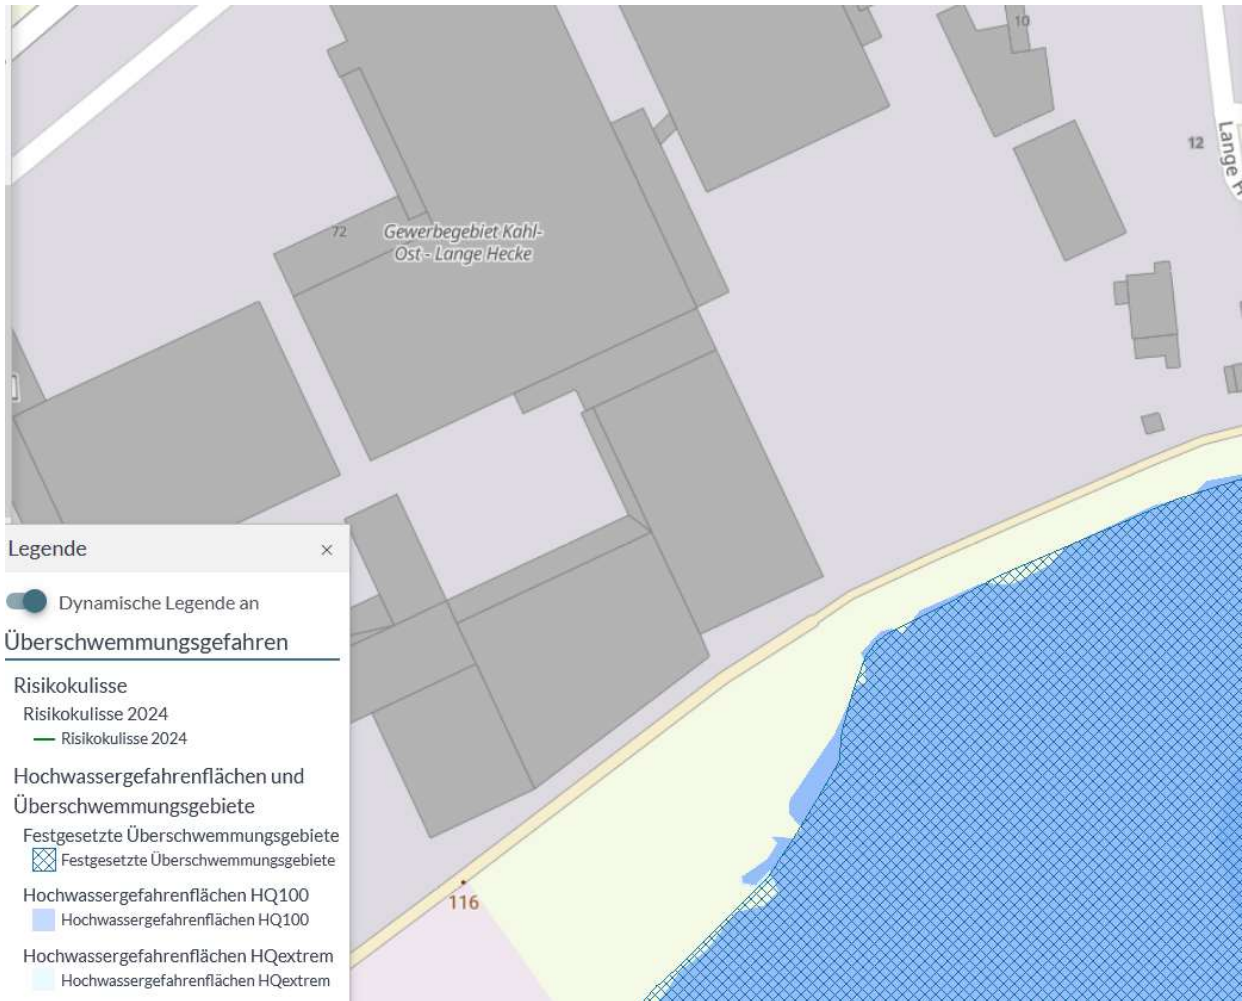 10
12
Lange H
72
Gewerbegebiet Kahl-
Ost - Lange Hecke
Legende
×
Dynamische Legende an
Überschwemmungsgefahren
Risikokulisse
Risikokulisse 2024
Risikokulisse 2024
Hochwassergefahrenflächen und
Überschwemmungsgebiete
Festgesetzte Überschwemmungsgebiete
Festgesetzte Überschwemmungsgebiete
Hochwassergefahrenflächen HQ100
Hochwassergefahrenflächen HQ100
Hochwassergefahrenflächen HQextrem
Hochwassergefahrenflächen HQextrem
116